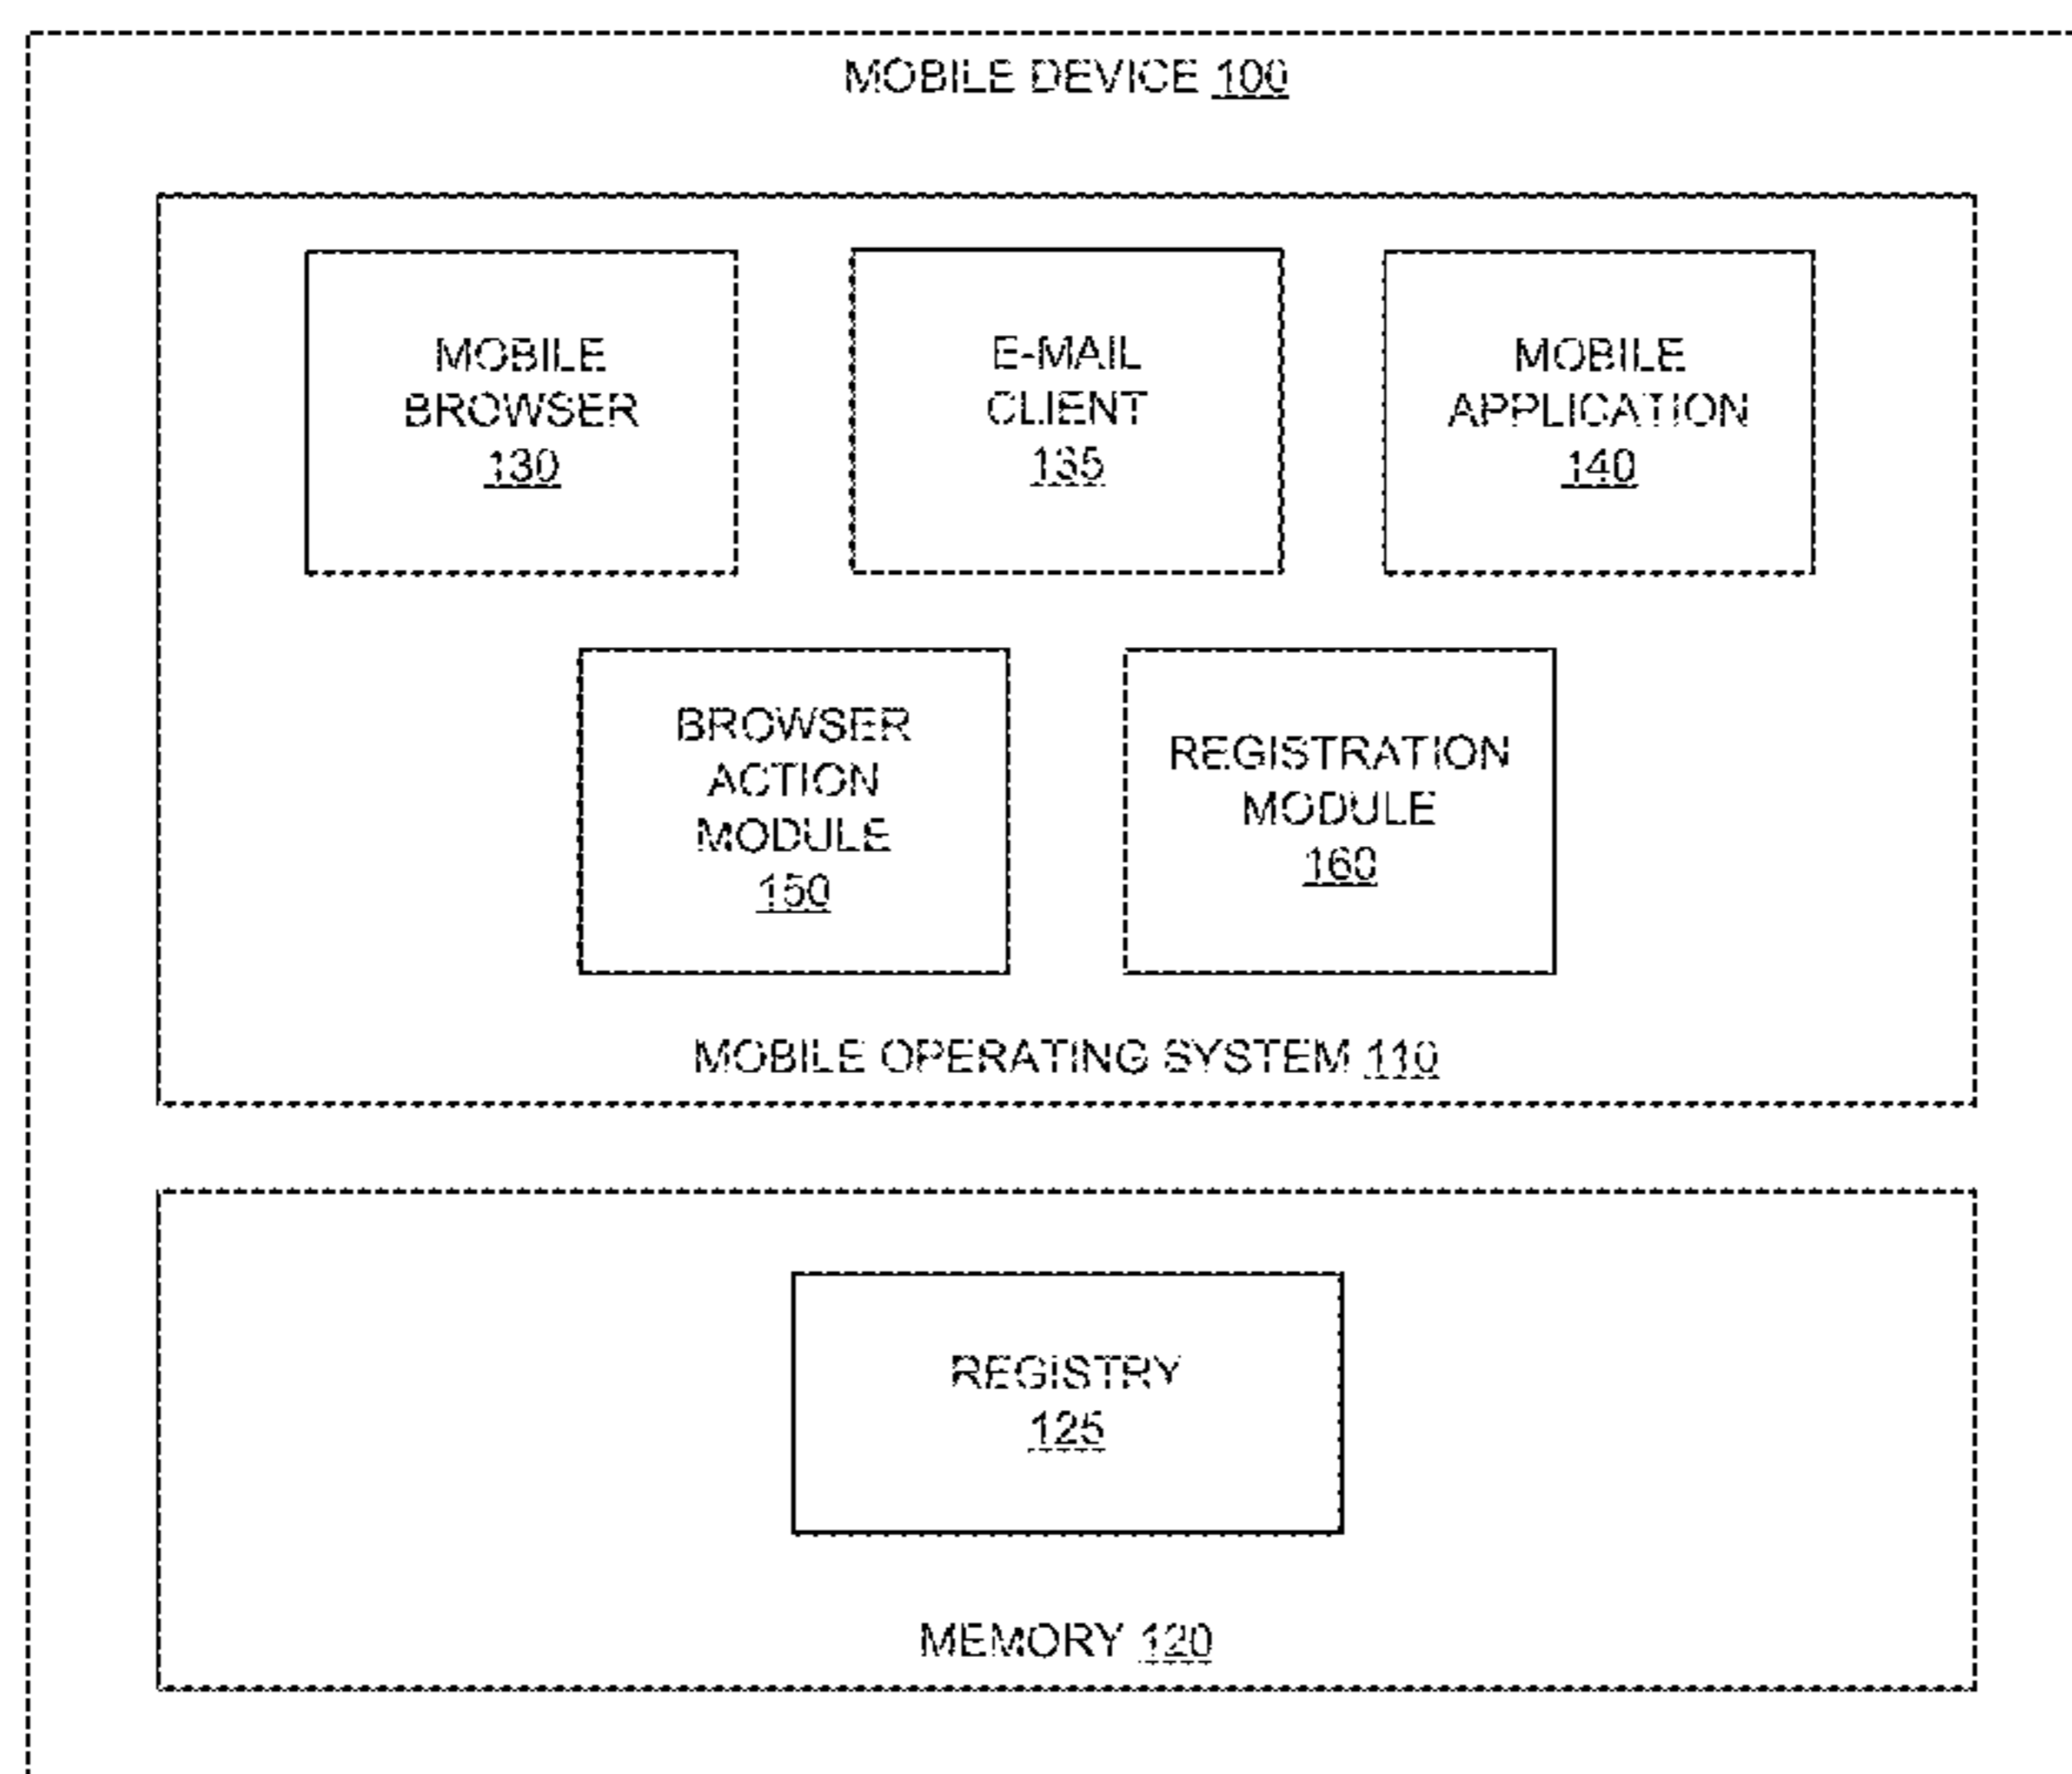 MOBILE DEVICE 100
MOBILE
BROWSER
130
E-MAIL
CLIENT
135
MOBILE
APPLICATION
140
BROWSER
ACTION
MODULE
150
REGISTRATION
MODULE
160
MOBILE OPERATING SYSTEM 110
REGISTRY
125
MEMORY 120